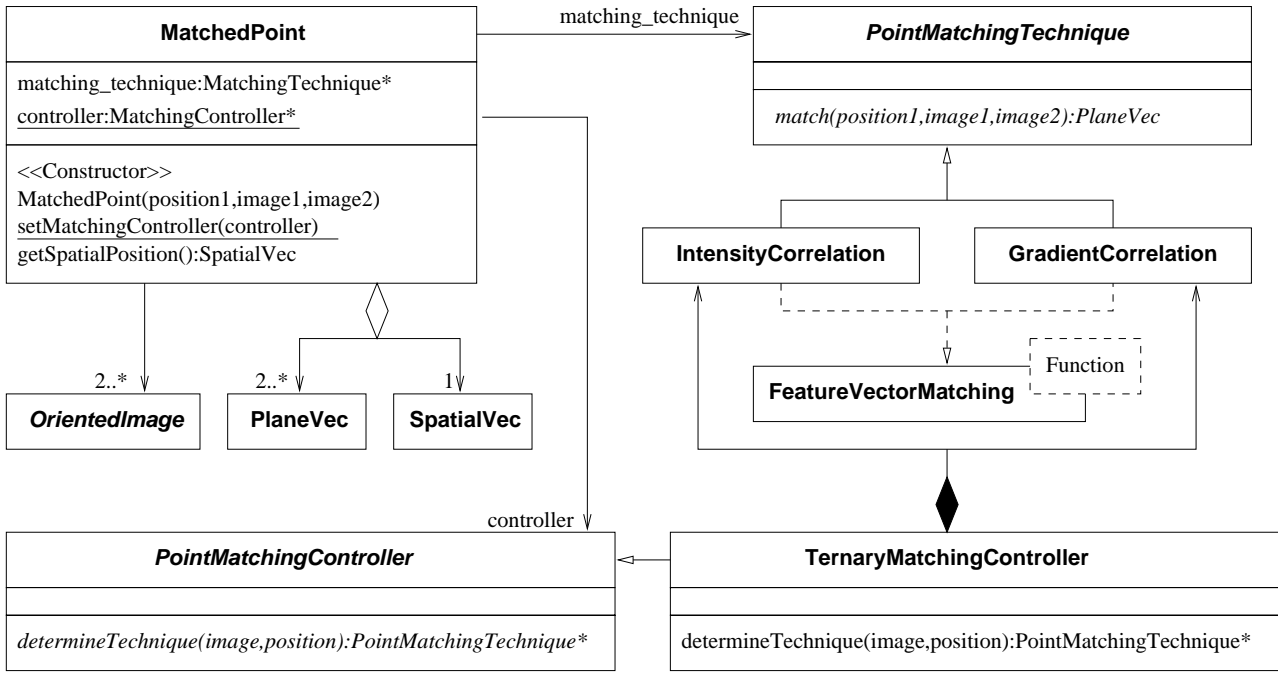 MatchedPoint
matching_technique:MatchingTechnique*
controller:MatchingController*
<<Constructor>>
MatchedPoint(position1,image1,image2)
setMatchingController(controller)
getSpatialPosition():SpatialVec
matching_technique
PointMatchingTechnique
match(position1,image1,image2):PlaneVec
IntensityCorrelation
GradientCorrelation
Function
FeatureVectorMatching
2..*
2..*
1
OrientedImage
PlaneVec
SpatialVec
controller
PointMatchingController
determineTechnique(image,position):PointMatchingTechnique*
TernaryMatchingController
determineTechnique(image,position):PointMatchingTechnique*